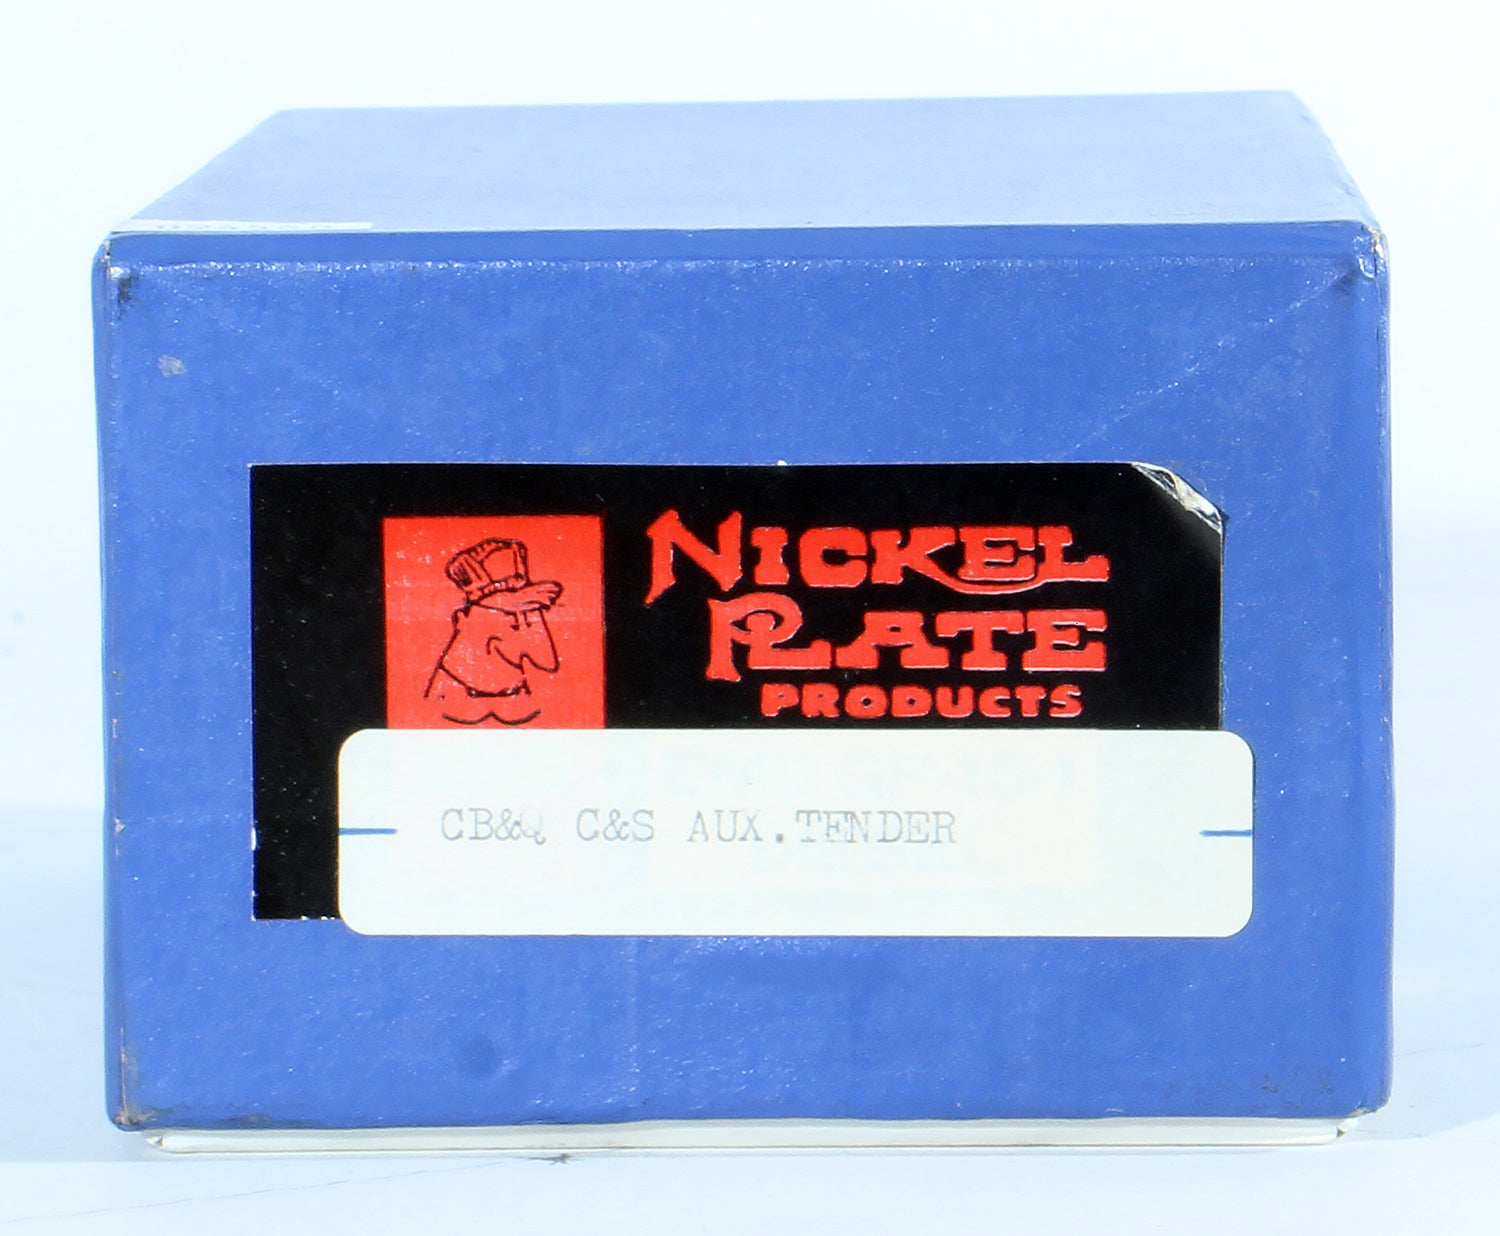 NICKEL
PLATE
PRODUCTS
CB&Q C&S AUX.TENDER